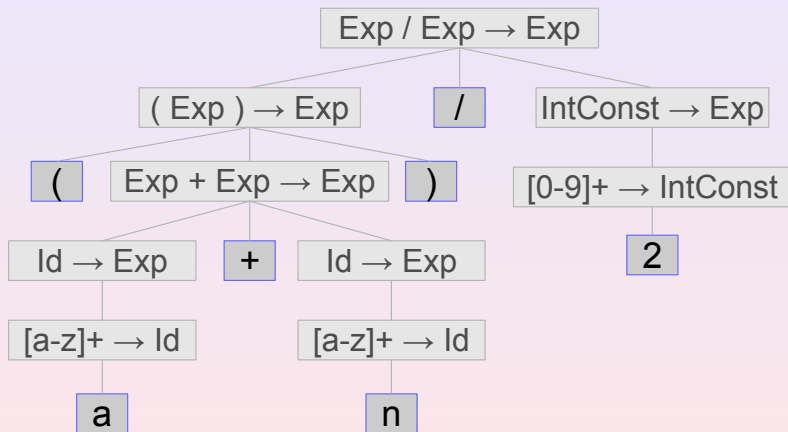 Exp / Exp → Exp
( Exp ) → Exp
/
IntConst → Exp
(
Exp + Exp → Exp
)
[0-9]+ → IntConst
Id → Exp
+
Id → Exp
2
[a-z]+ → Id
[a-z]+ → Id
a
n